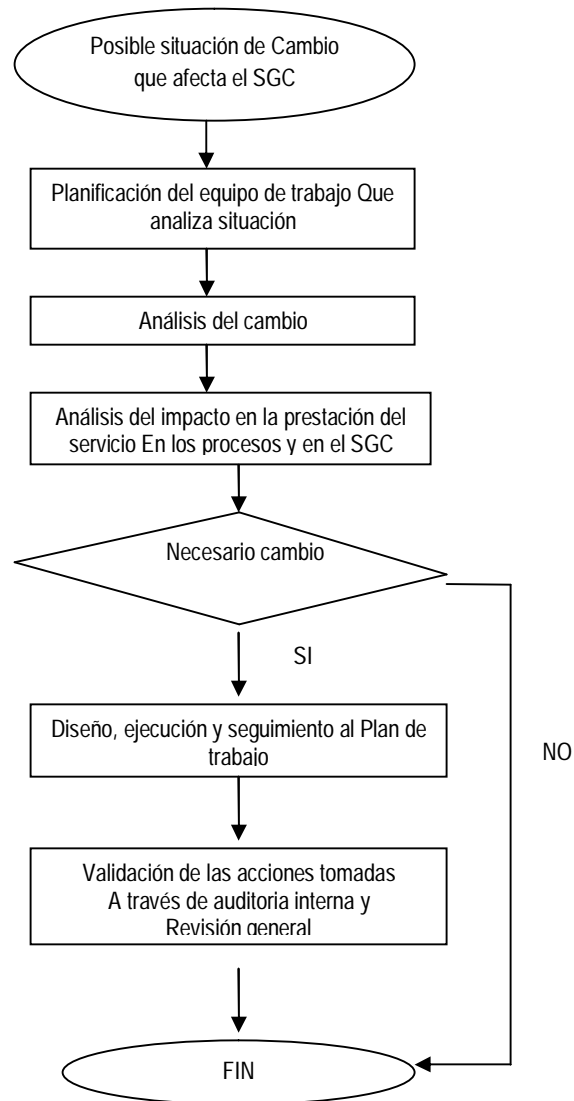 Posible situación de Cambio
que afecta el SGC
Planificación del equipo de trabajo Que
analiza situación
Análisis del cambio
Análisis del impacto en la prestación del
servicio En los procesos y en el SGC
Necesario cambio
SI
Diseño, ejecución y seguimiento al Plan de
trabajo
NO
Validación de las acciones tomadas
A través de auditoria interna y
Revisión general
FIN